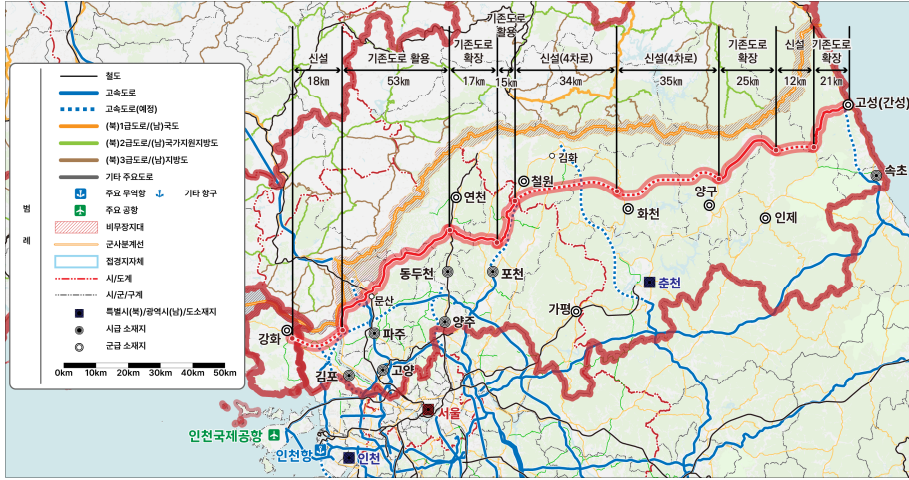 신설
기존도로 활용
기존도로
확장
기존도로
활용
신설(4차로)
신설(4차로)
기존도로
확장
신설
기존도로
확장
18km
53km
17km
15km
34km
35km
25km
12km
21km
범
례
철도
고속도로
고속도로(예정)
(북)1급도로/(남)국도
(북)2급도로/(남)국가지원지방도
(북)3급도로/(남)지방도
기타 주요도로
주요 무역항
기타 항구
주요 공항
비무장지대
군사분계선
접경지자체
시/도계
시/군/구계
특별시(북)/광역시(남)/도소재지
시급 소재지
군급 소재지
0km 10km 20km 30km 40km 50km
고성(간성)
김화
속초
철원
연천
양구
화천
인제
동두천
포천
춘천
문산
가평
양주
강화
파주
고양
김포
서울
인천국제공항
인천항
인천